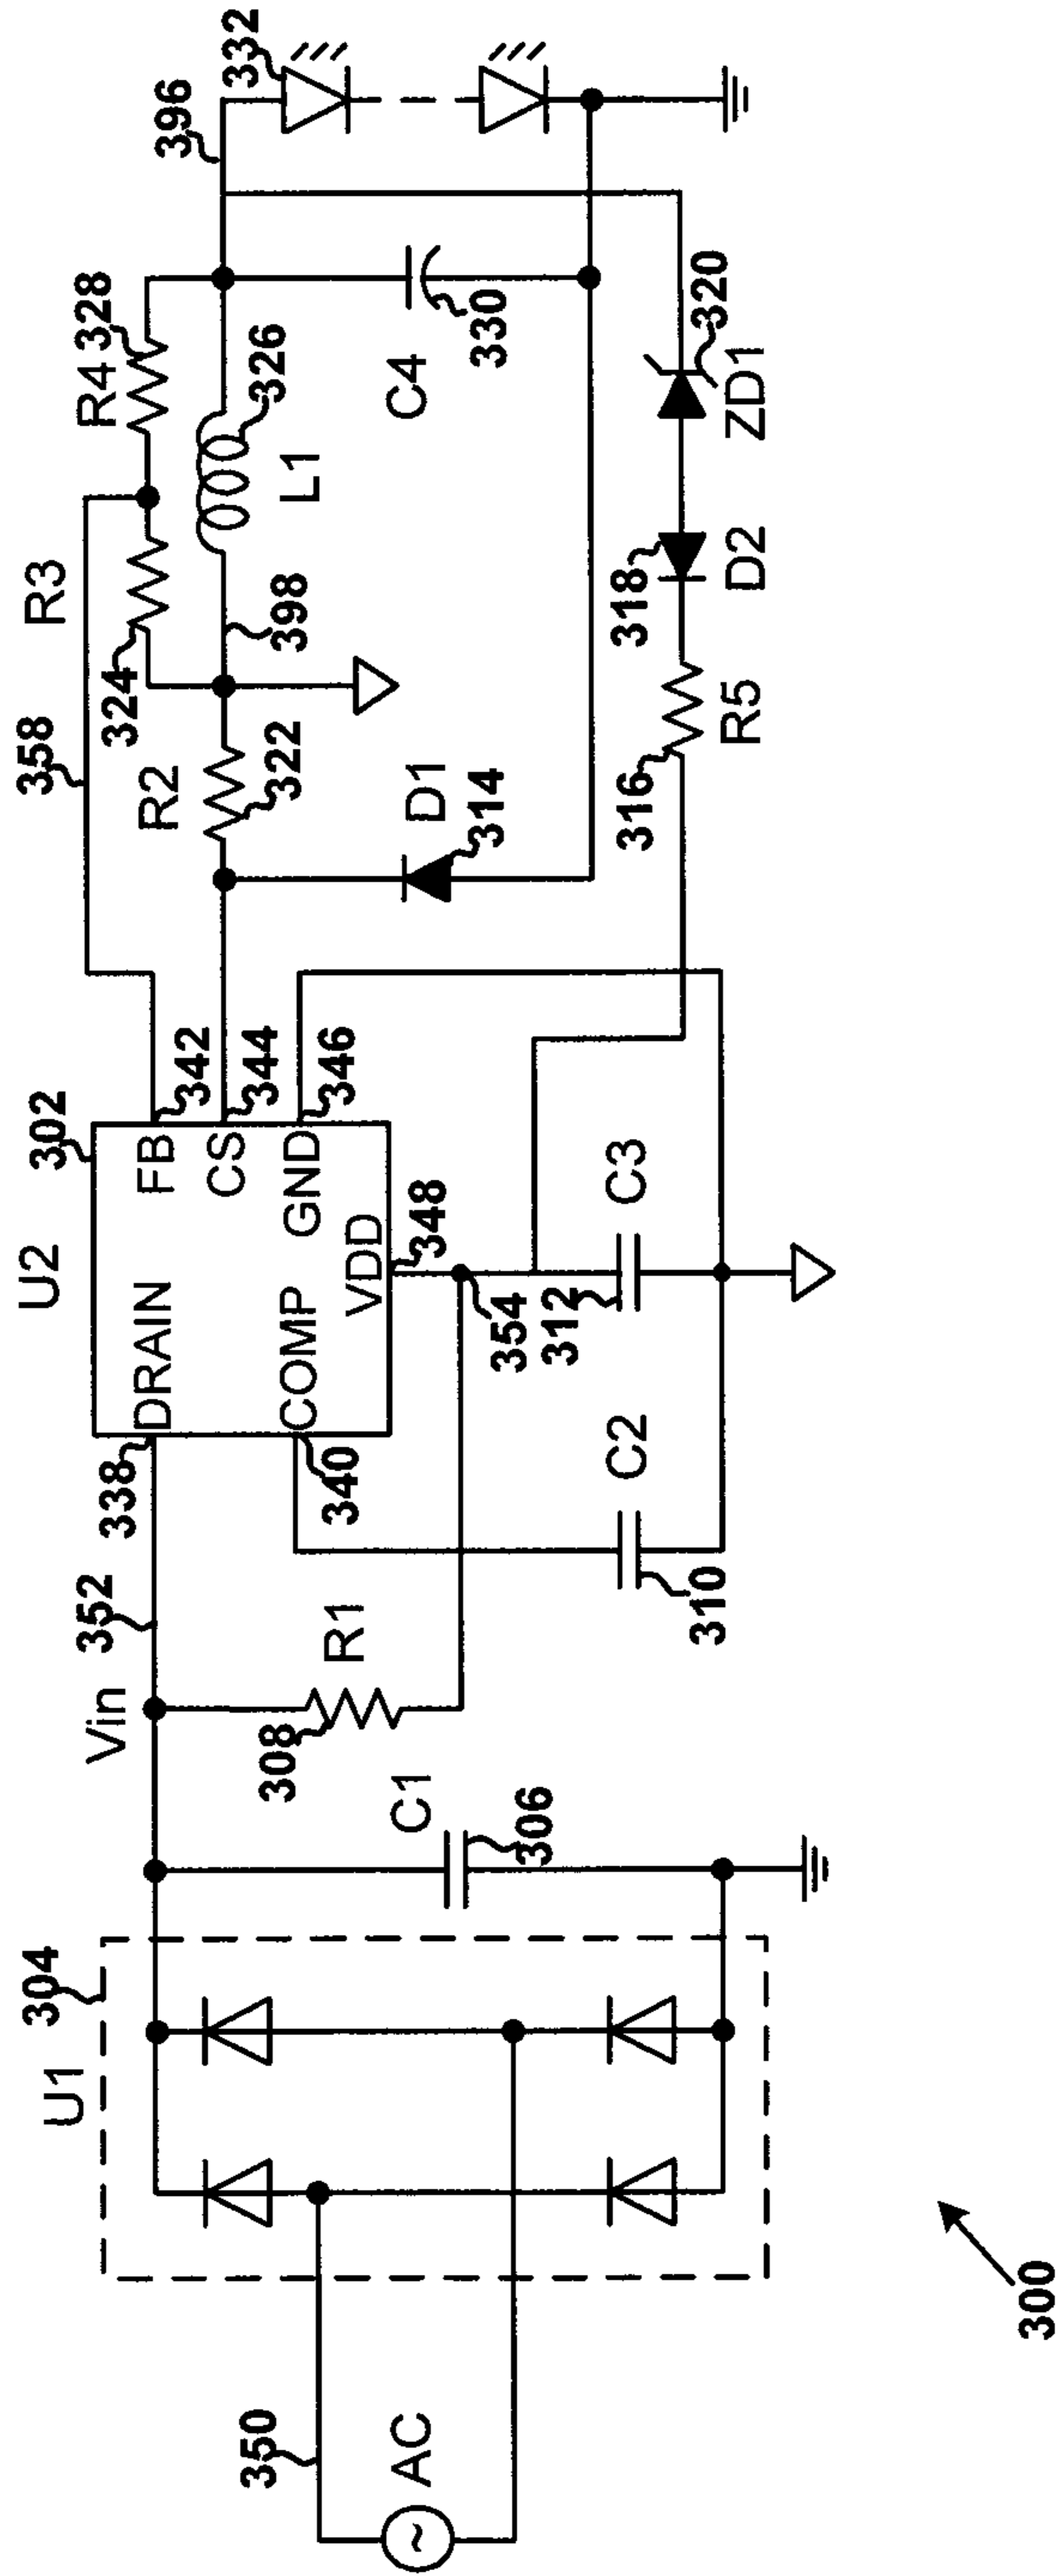 300
350
AC
~
U1
304
C1
306
Vin
352
R1
308
U2
302
338
DRAIN
COMP
340
FB
342
CS
344
GND
346
VDD
348
354
C2
310
C3
312
358
R3
324
R4
328
R2
322
398
L1
326
396
332
D1
314
C4
330
316
R5
318
D2
320
ZD1